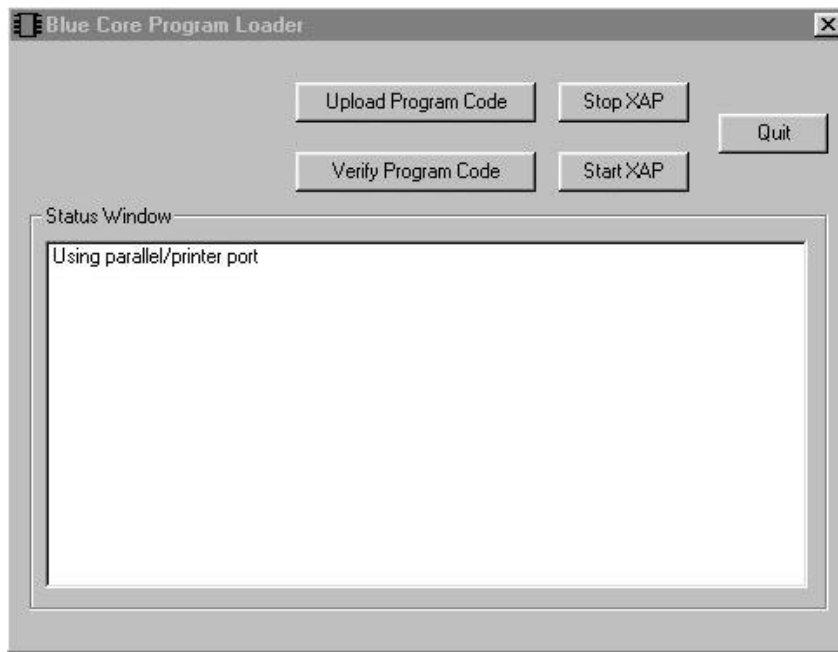 Blue Core Program Loader
Upload Program Code
Stop XAP
Quit
Verify Program Code
Start XAP
Status Window
Using parallel/printer port